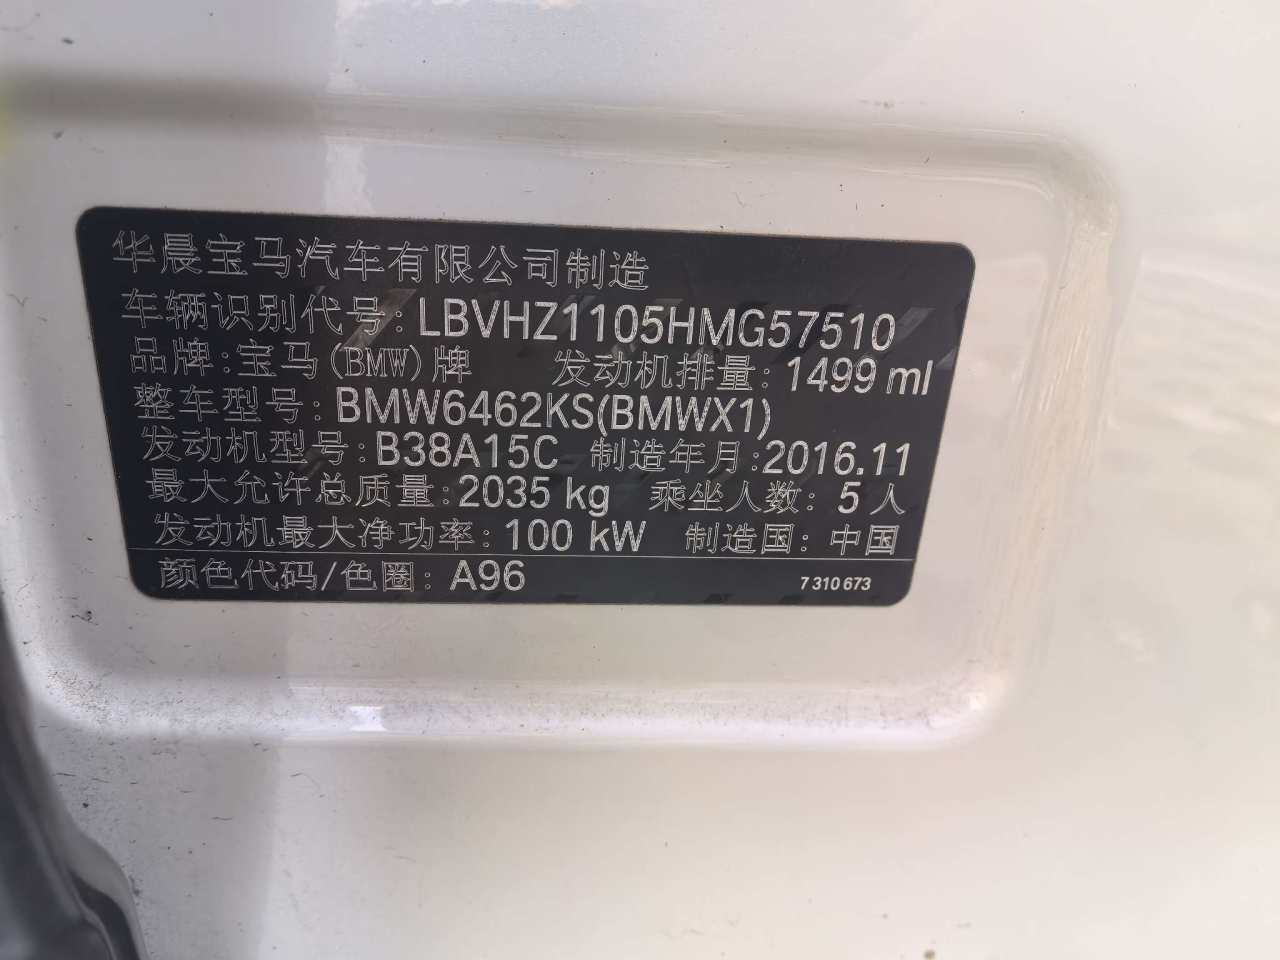 华晨宝马汽车有限公司制造
车辆识别代号: LBVHZ1105HMG57510
品牌: 宝马(BMW)牌 发动机排量: 1499 ml
整车型号: BMW6462KS(BMWX1)
发动机型号: B38A15C 制造年月: 2016.11
最大允许总质量: 2035 kg 乘坐人数: 5 人
发动机最大净功率: 100 kW 制造国: 中国
颜色代码/色圈: A96 7 310 673